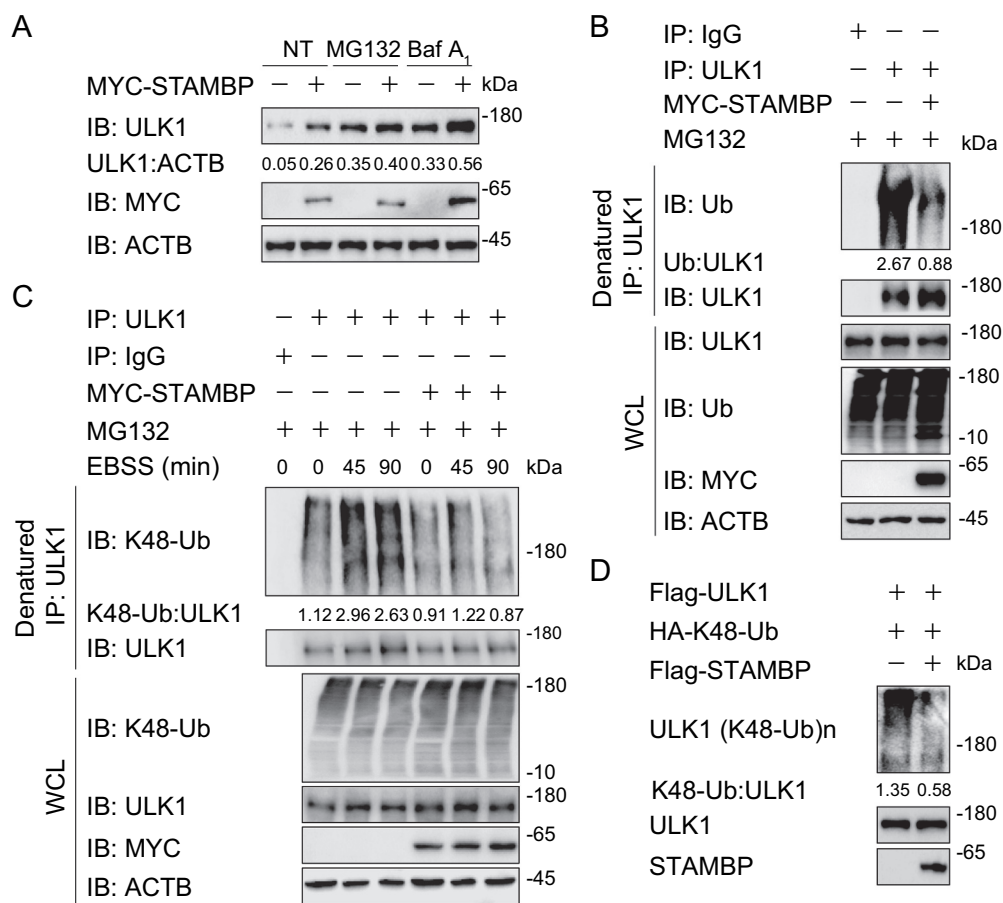 A
NT MG132 Baf A1
MYC-STAMBP − + − + − + kDa
IB: ULK1 -180
ULK1:ACTB 0.05 0.26 0.35 0.40 0.33 0.56
IB: MYC -65
IB: ACTB -45
B
IP: IgG + − −
IP: ULK1 − + +
MYC-STAMBP − − +
MG132 + + + kDa
Denatured IP: ULK1
IB: Ub -180
Ub:ULK1 2.67 0.88
IB: ULK1 -180
WCL
IB: ULK1 -180
IB: Ub -180
-10
IB: MYC -65
IB: ACTB -45
C
IP: ULK1 − + + + + + +
IP: IgG + − − − − − −
MYC-STAMBP − − − − + + +
MG132 + + + + + + +
EBSS (min) 0 0 45 90 0 45 90 kDa
Denatured IP: ULK1
IB: K48-Ub -180
K48-Ub:ULK1 1.12 2.96 2.63 0.91 1.22 0.87
IB: ULK1 -180
WCL
IB: K48-Ub -180
-10
IB: ULK1 -180
IB: MYC -65
IB: ACTB -45
D
Flag-ULK1 + +
HA-K48-Ub + +
Flag-STAMBP − + kDa
ULK1 (K48-Ub)n -180
K48-Ub:ULK1 1.35 0.58
ULK1 -180
STAMBP -65